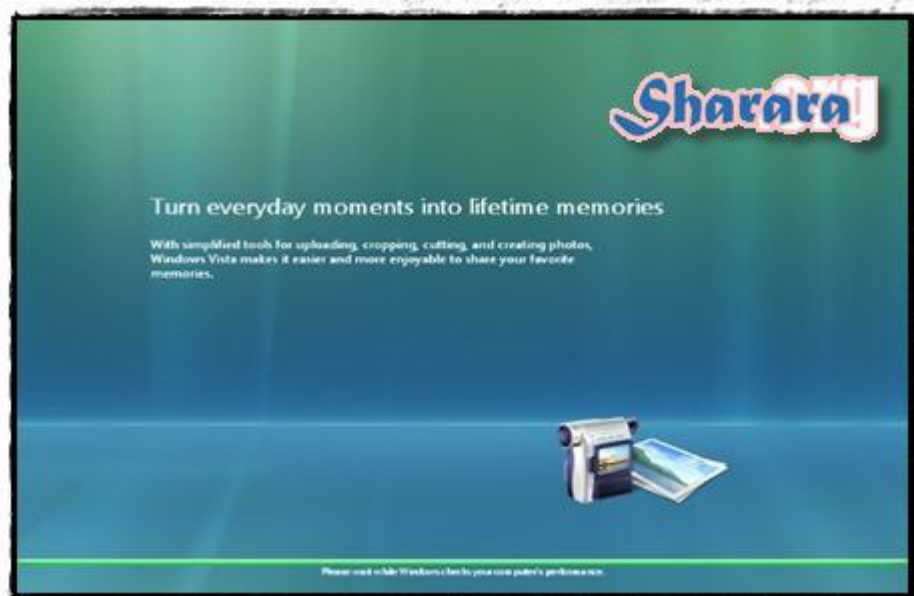 Sharara
.org
Turn everyday moments into lifetime memories
With simplified tools for uploading, cropping, cutting, and creating photos,
Windows Vista makes it easier and more enjoyable to share your favorite
memories.
Please wait while Windows checks your computer's performance.